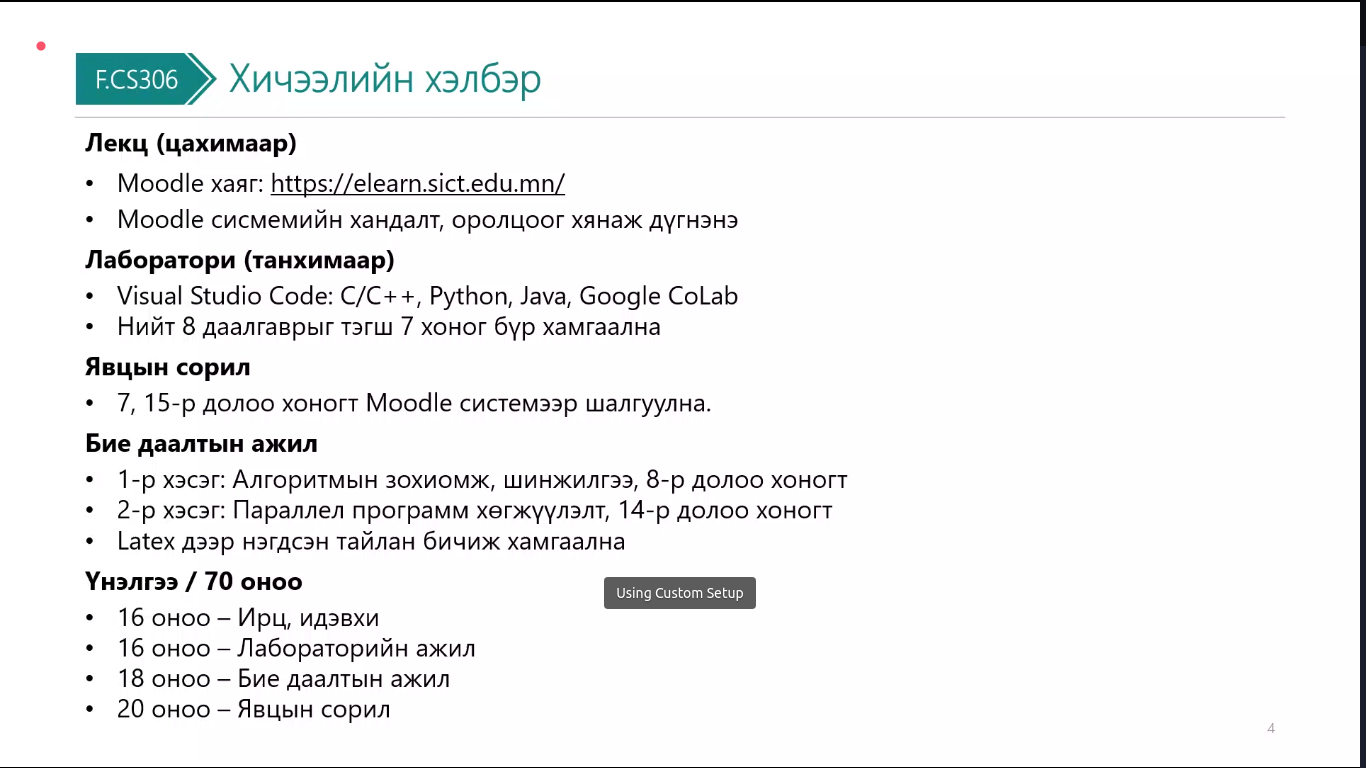 F.CS306 Хичээлийн хэлбэр
Лекц (цахимаар)
• Moodle хаяг: https://elearn.sict.edu.mn/
• Moodle сисмемийн хандалт, оролцоог хянаж дүгнэнэ
Лаборатори (танхимаар)
• Visual Studio Code: C/C++, Python, Java, Google CoLab
• Нийт 8 даалгаврыг тэгш 7 хоног бүр хамгаална
Явцын сорил
• 7, 15-р долоо хоногт Moodle системээр шалгуулна.
Бие даалтын ажил
• 1-р хэсэг: Алгоритмын зохиомж, шинжилгээ, 8-р долоо хоногт
• 2-р хэсэг: Параллел программ хөгжүүлэлт, 14-р долоо хоногт
• Latex дээр нэгдсэн тайлан бичиж хамгаална
Үнэлгээ / 70 оноо
Using Custom Setup
• 16 оноо – Ирц, идэвхи
• 16 оноо – Лабораторийн ажил
• 18 оноо – Бие даалтын ажил
• 20 оноо – Явцын сорил
4